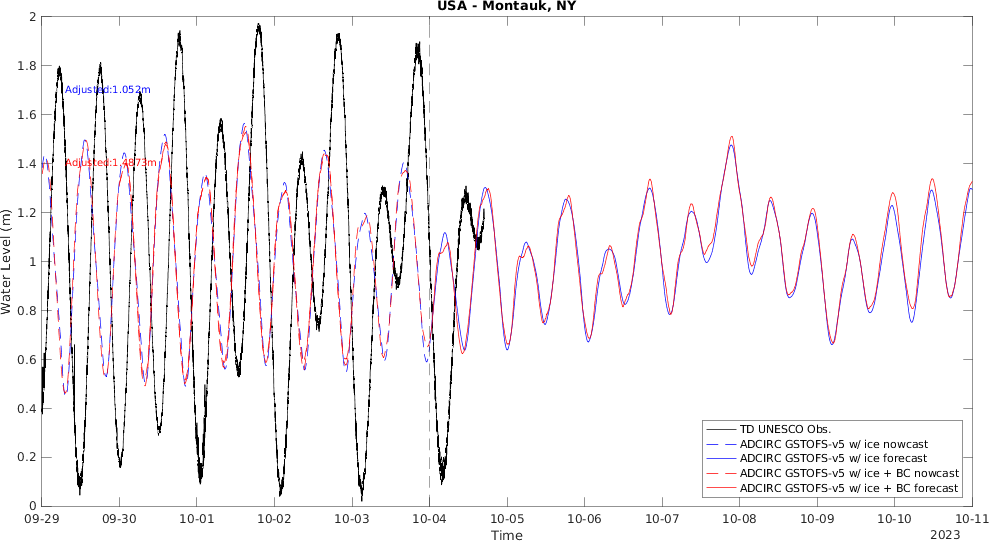 USA - Montauk, NY
2
1.8
1.6
1.4
1.2
1
0.8
0.6
0.4
0.2
0
Water Level (m)
Adjusted:1.052m
Adjusted:1.4873m
TD UNESCO Obs.
ADCIRC GSTOFS-v5 w/ ice nowcast
ADCIRC GSTOFS-v5 w/ ice forecast
ADCIRC GSTOFS-v5 w/ ice + BC nowcast
ADCIRC GSTOFS-v5 w/ ice + BC forecast
09-29 09-30 10-01 10-02 10-03 10-04 10-05 10-06 10-07 10-08 10-09 10-10 10-11
Time
2023